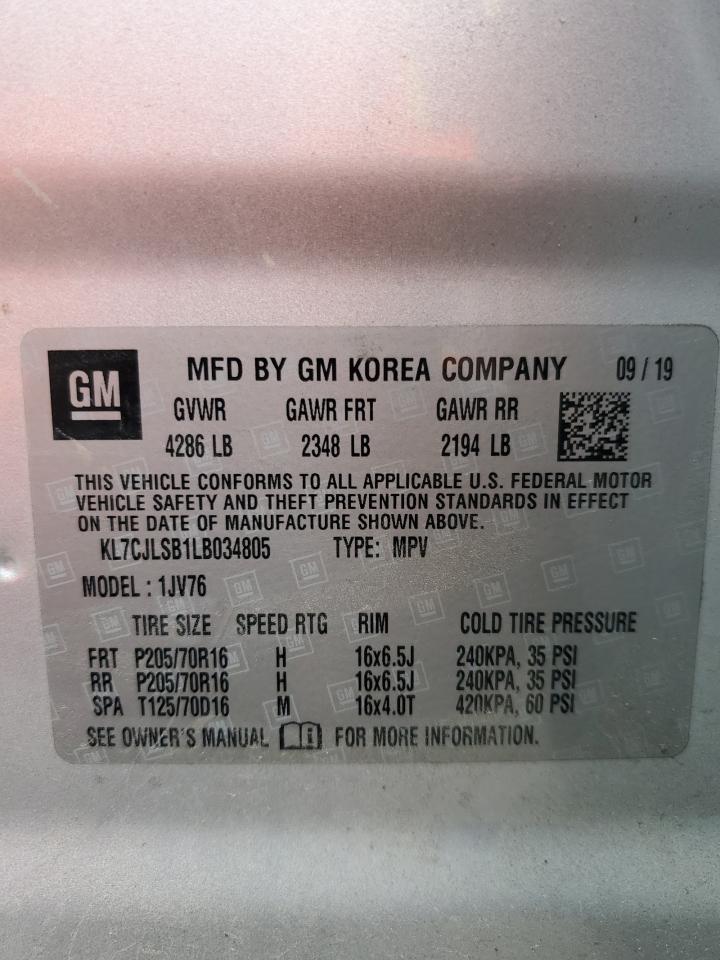 GM
MFD BY GM KOREA COMPANY 09 / 19
GVWR GAWR FRT GAWR RR
4286 LB 2348 LB 2194 LB
THIS VEHICLE CONFORMS TO ALL APPLICABLE U.S. FEDERAL MOTOR
VEHICLE SAFETY AND THEFT PREVENTION STANDARDS IN EFFECT
ON THE DATE OF MANUFACTURE SHOWN ABOVE.
KL7CJLSB1LB034805 TYPE: MPV
MODEL : 1JV76
TIRE SIZE SPEED RTG RIM COLD TIRE PRESSURE
FRT P205/70R16 H 16x6.5J 240KPA, 35 PSI
RR P205/70R16 H 16x6.5J 240KPA, 35 PSI
SPA T125/70D16 M 16x4.0T 420KPA, 60 PSI
SEE OWNER'S MANUAL FOR MORE INFORMATION.